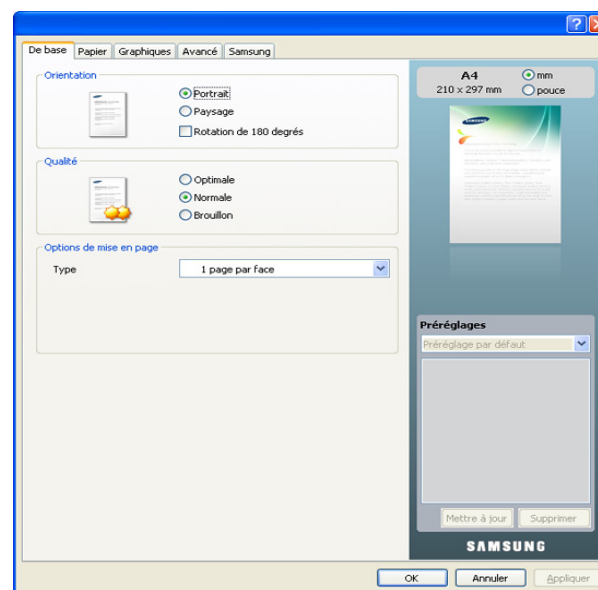 De base Papier Graphiques Avancé Samsung
Orientation
Portrait
Paysage
Rotation de 180 degrés
Qualité
Optimale
Normale
Brouillon
Options de mise en page
Type 1 page par face
A4
210 x 297 mm
mm
pouce
SAMSUNG
Préréglages
Préréglage par défaut
Mettre à jour Supprimer
SAMSUNG
OK Annuler Appliquer